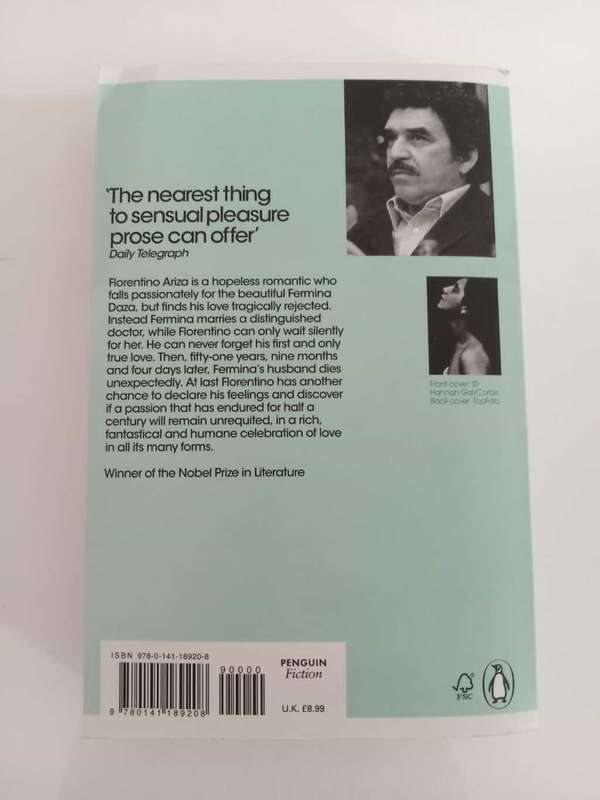 ‘The nearest thing
to sensual pleasure
prose can offer’
Daily Telegraph
Florentino Ariza is a hopeless romantic who
falls passionately for the beautiful Fermina
Daza, but finds his love tragically rejected.
Instead Fermina marries a distinguished
doctor, while Florentino can only wait silently
for her. He can never forget his first and only
true love. Then, fifty-one years, nine months
and four days later, Fermina's husband dies
unexpectedly. At last Florentino has another
chance to declare his feelings and discover
if a passion that has endured for half a
century will remain unrequited, in a rich,
fantastical and humane celebration of love
in all its many forms.
Winner of the Nobel Prize in Literature
Front cover: ©
Hannah Gal/Corbis
Back cover: TopFoto
ISBN 978-0-141-18920-8
90000
9 780141 189208
PENGUIN
Fiction
U.K. £8.99
FSC